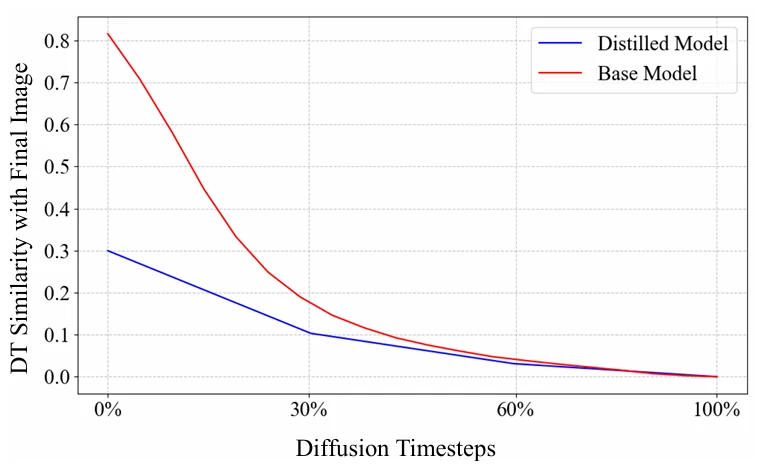 Distilled Model
Base Model
DT Similarity with Final Image
0.8
0.7
0.6
0.5
0.4
0.3
0.2
0.1
0.0
0% 30% 60% 100%
Diffusion Timesteps